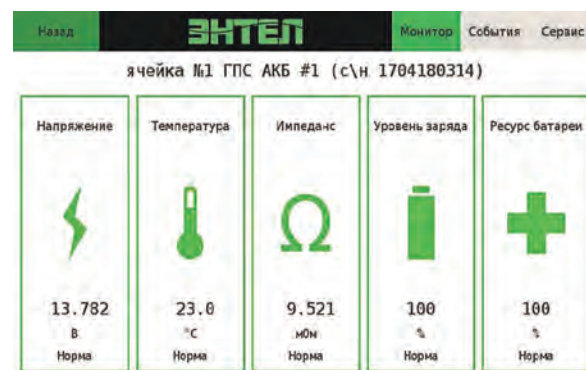 Назад ЭНТЕЛ Монитор События Сервис
ячейка №1 ГПС АКБ #1 (с\н 1704180314)
Напряжение Температура Импеданс Уровень заряда Ресурс батареи
13.782 23.0 9.521 100 100
В °C мОм % %
Норма Норма Норма Норма Норма